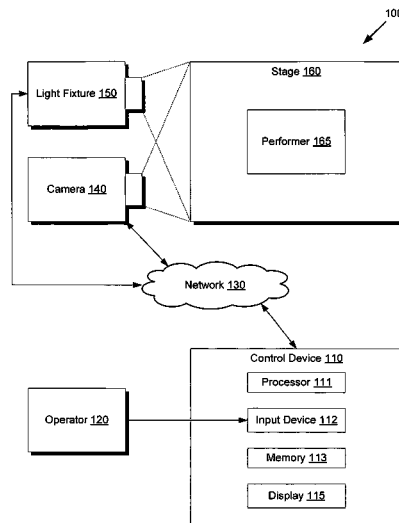 100
Light Fixture 150
Stage 160
Performer 165
Camera 140
Network 130
Control Device 110
Processor 111
Operator 120
Input Device 112
Memory 113
Display 115